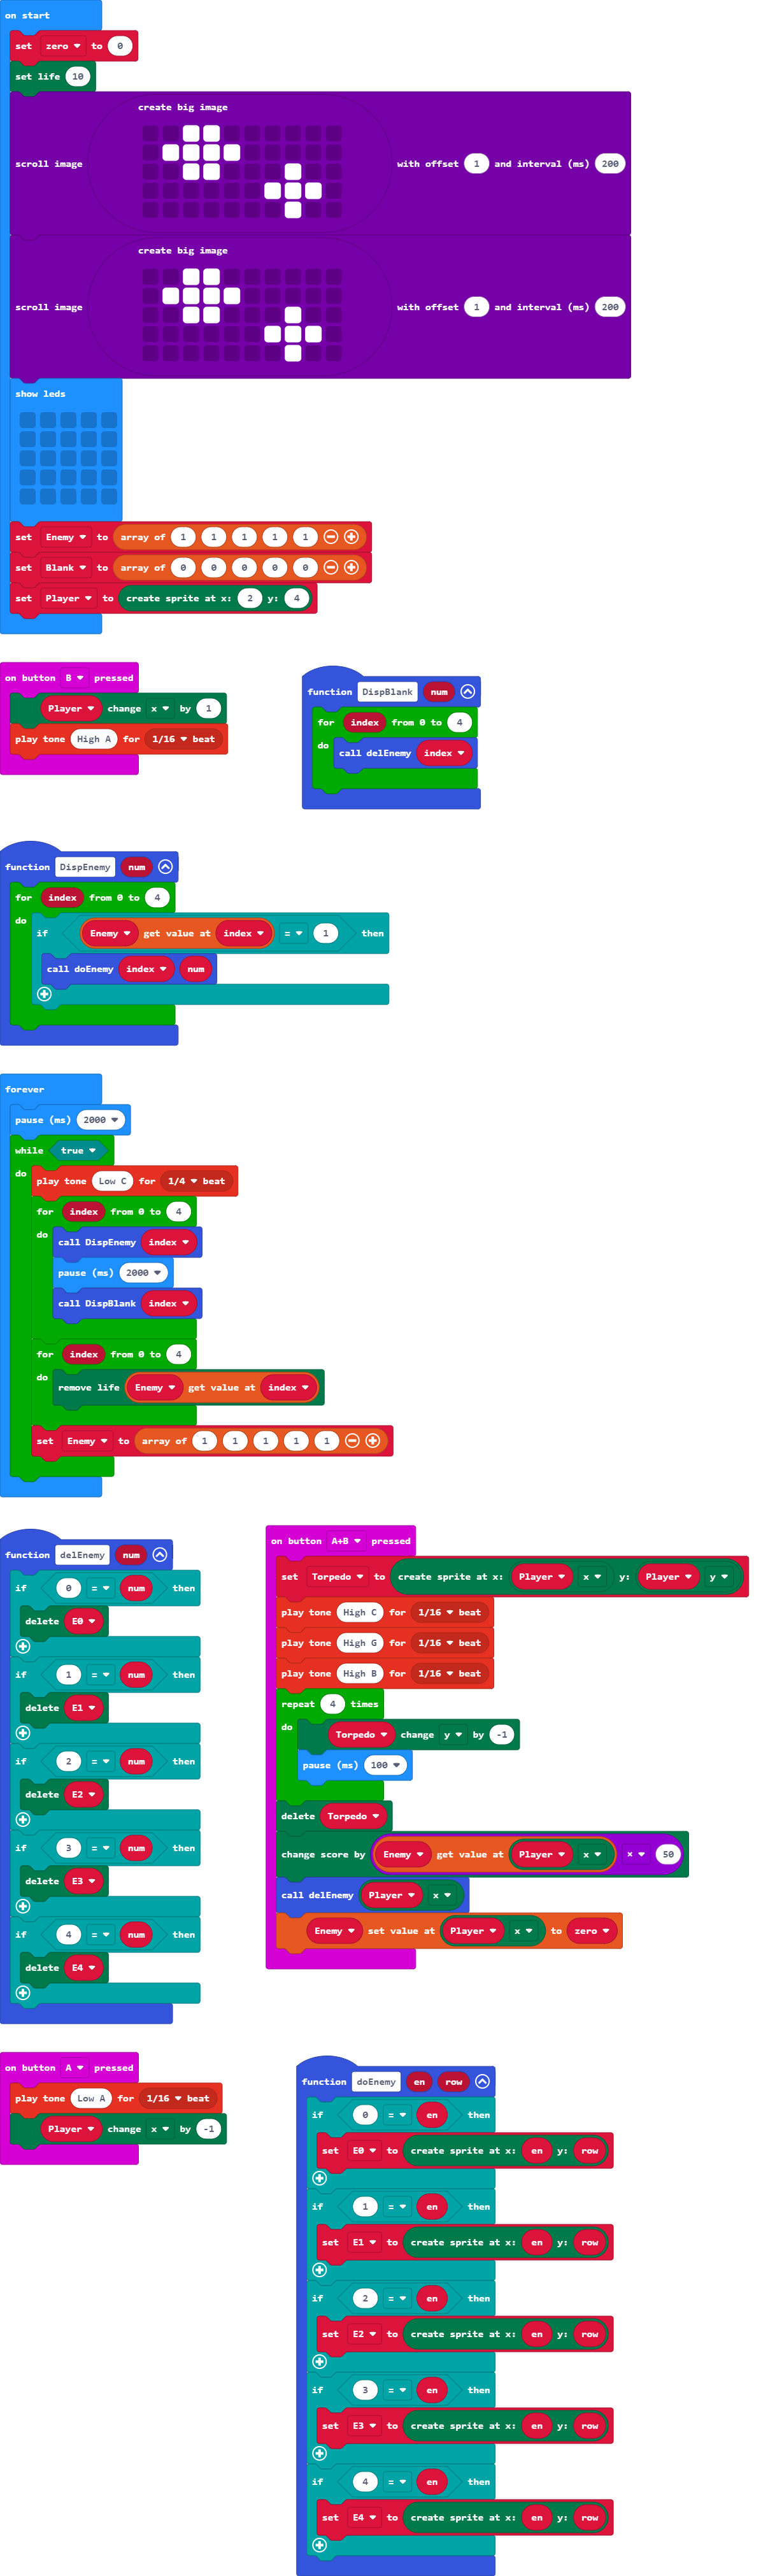 on start
set zero to 0
set life 10
create big image
scroll image with offset 1 and interval (ms) 200
create big image
scroll image with offset 1 and interval (ms) 200
show leds
set Enemy to array of 1 1 1 1 1
set Blank to array of 0 0 0 0 0
set Player to create sprite at x: 2 y: 4
on button B pressed
Player change x by 1
play tone High A for 1/16 beat
function DispBlank num
for index from 0 to 4
do
call delEnemy index
function DispEnemy num
for index from 0 to 4
do
if Enemy get value at index = 1 then
call doEnemy index num
forever
pause (ms) 2000
while true
do
play tone Low C for 1/4 beat
for index from 0 to 4
do
call DispEnemy index
pause (ms) 2000
call DispBlank index
for index from 0 to 4
do
remove life Enemy get value at index
set Enemy to array of 1 1 1 1 1
function delEnemy num
if 0 = num then
delete E0
if 1 = num then
delete E1
if 2 = num then
delete E2
if 3 = num then
delete E3
if 4 = num then
delete E4
on button A+B pressed
set Torpedo to create sprite at x: Player x y: Player y
play tone High C for 1/16 beat
play tone High G for 1/16 beat
play tone High B for 1/16 beat
repeat 4 times
do
Torpedo change y by -1
pause (ms) 100
delete Torpedo
change score by Enemy get value at Player x × 50
call delEnemy Player x
Enemy set value at Player x to zero
on button A pressed
play tone Low A for 1/16 beat
Player change x by -1
function doEnemy en row
if 0 = en then
set E0 to create sprite at x: en y: row
if 1 = en then
set E1 to create sprite at x: en y: row
if 2 = en then
set E2 to create sprite at x: en y: row
if 3 = en then
set E3 to create sprite at x: en y: row
if 4 = en then
set E4 to create sprite at x: en y: row